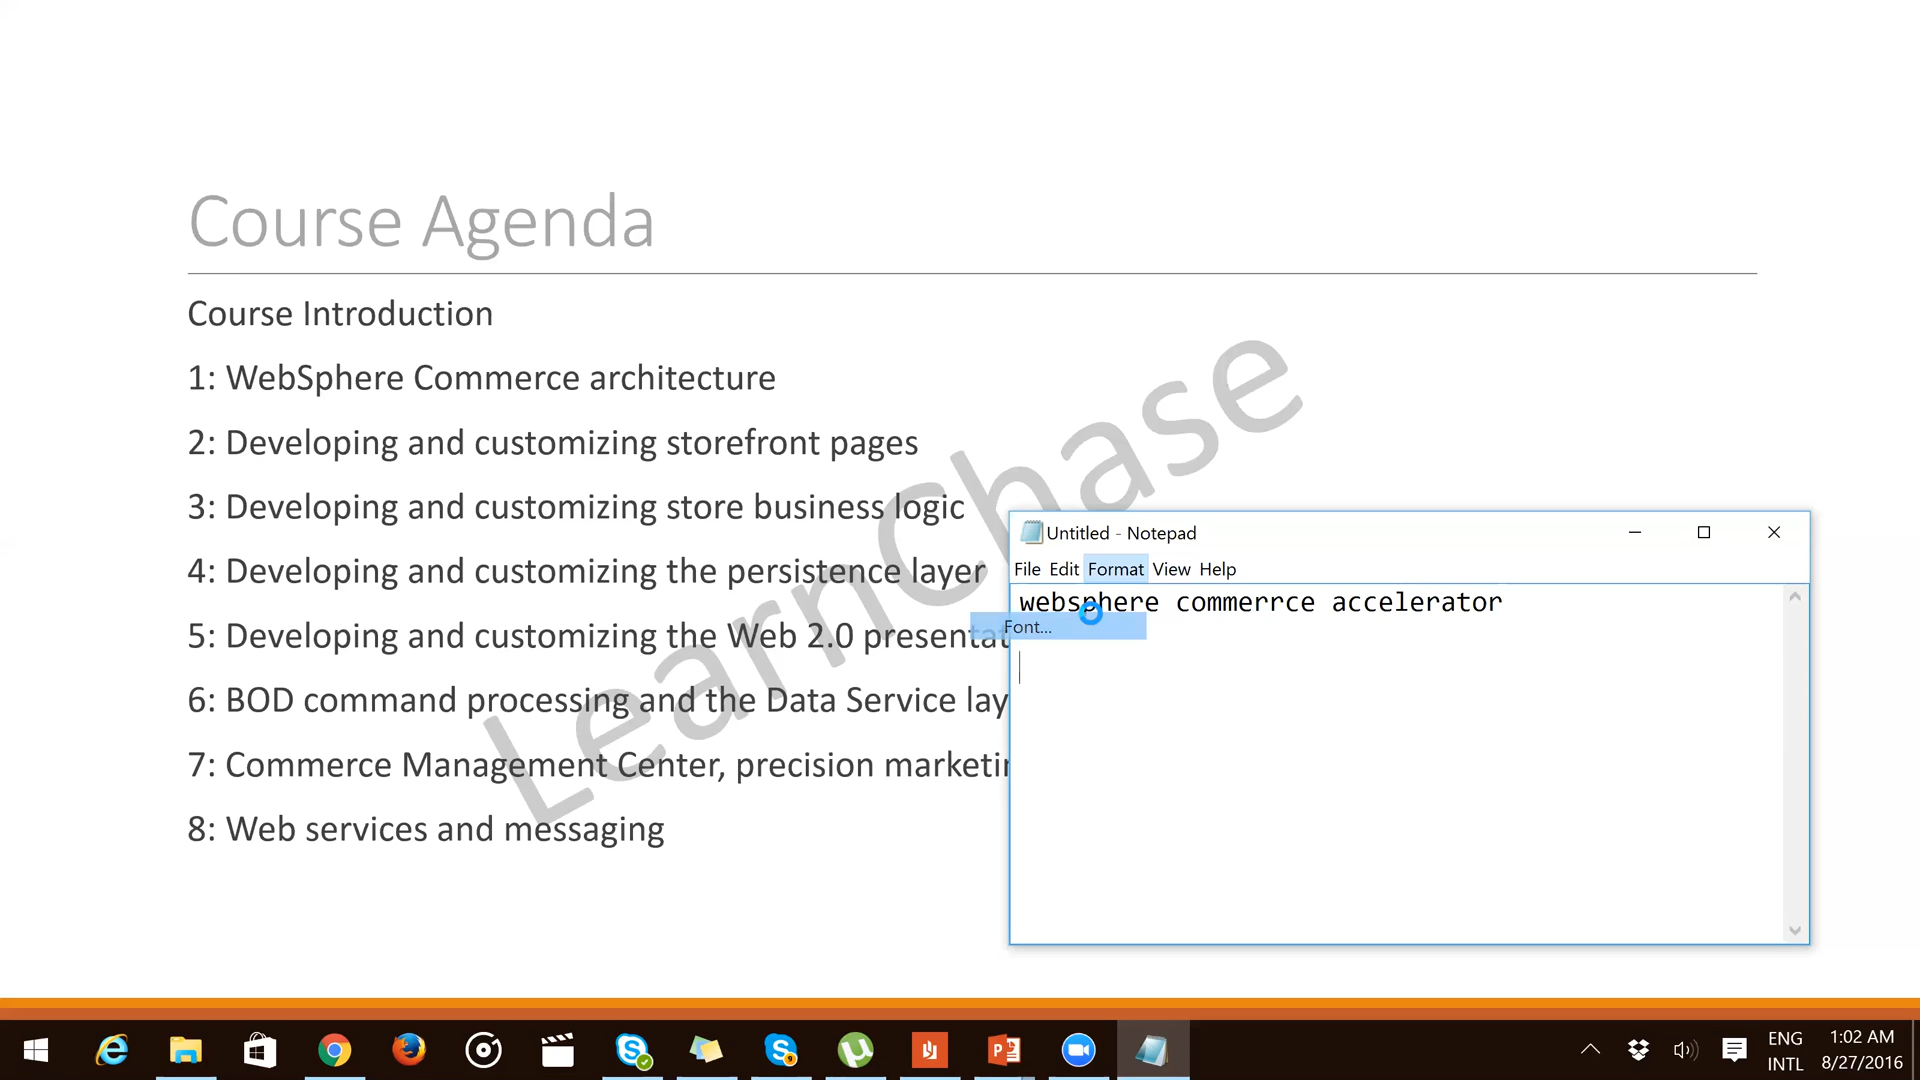 Course Agenda
Course Introduction
1: WebSphere Commerce architecture
2: Developing and customizing storefront pages
3: Developing and customizing store business logic
4: Developing and customizing the persistence layer
5: Developing and customizing the Web 2.0 presentat
6: BOD command processing and the Data Service lay
7: Commerce Management Center, precision marketin
8: Web services and messaging
LearnChase
Untitled - Notepad
File Edit Format View Help
websphere commerrce accelerator
Font...
ENG
INTL
1:02 AM
8/27/2016